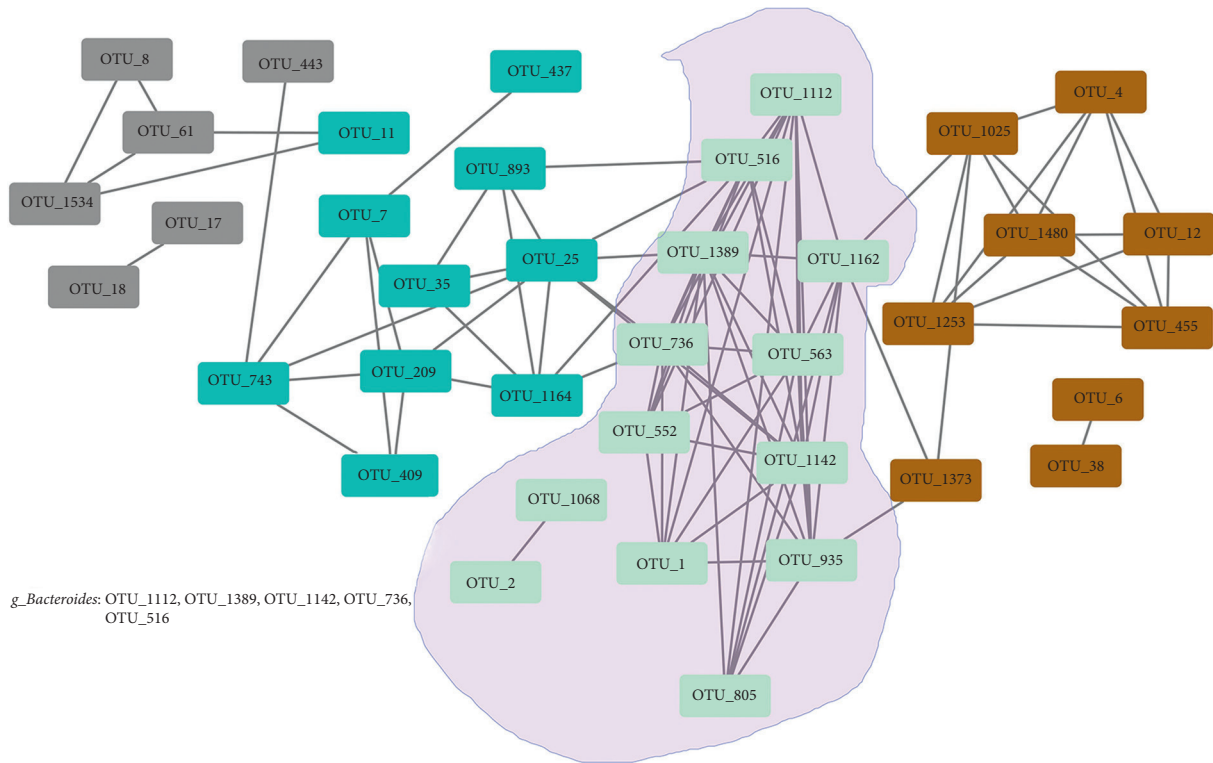 OTU_8
OTU_443
OTU_437
OTU_4
OTU_1112
OTU_61
OTU_11
OTU_1025
OTU_516
OTU_893
OTU_1534
OTU_17
OTU_7
OTU_1480
OTU_12
OTU_1389
OTU_1162
OTU_25
OTU_18
OTU_35
OTU_1253
OTU_455
OTU_736
OTU_563
OTU_743
OTU_209
OTU_1164
OTU_6
OTU_552
OTU_1142
OTU_38
OTU_409
OTU_1373
OTU_1068
OTU_1
OTU_935
OTU_2
g_Bacteroides: OTU_1112, OTU_1389, OTU_1142, OTU_736,
OTU_516
OTU_805